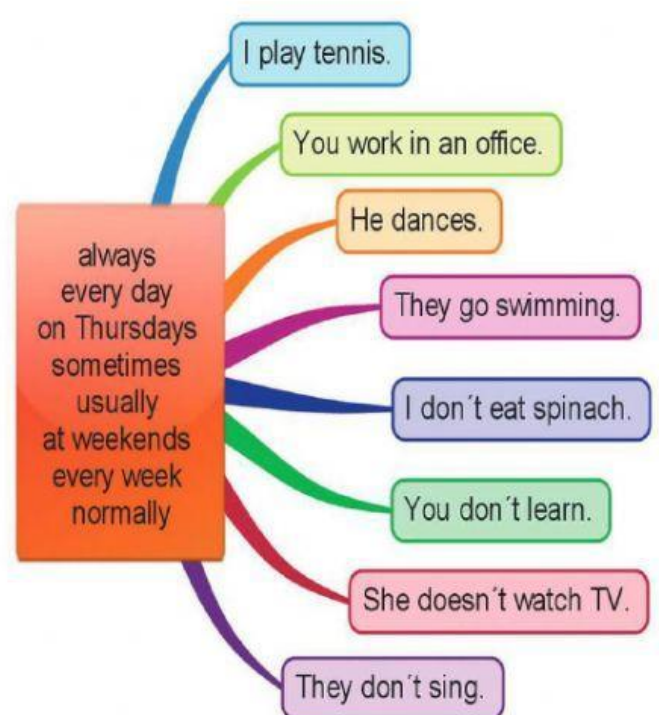 I play tennis.
You work in an office.
He dances.
They go swimming.
I don´t eat spinach.
You don´t learn.
She doesn´t watch TV.
They don´t sing.
always
every day
on Thursdays
sometimes
usually
at weekends
every week
normally